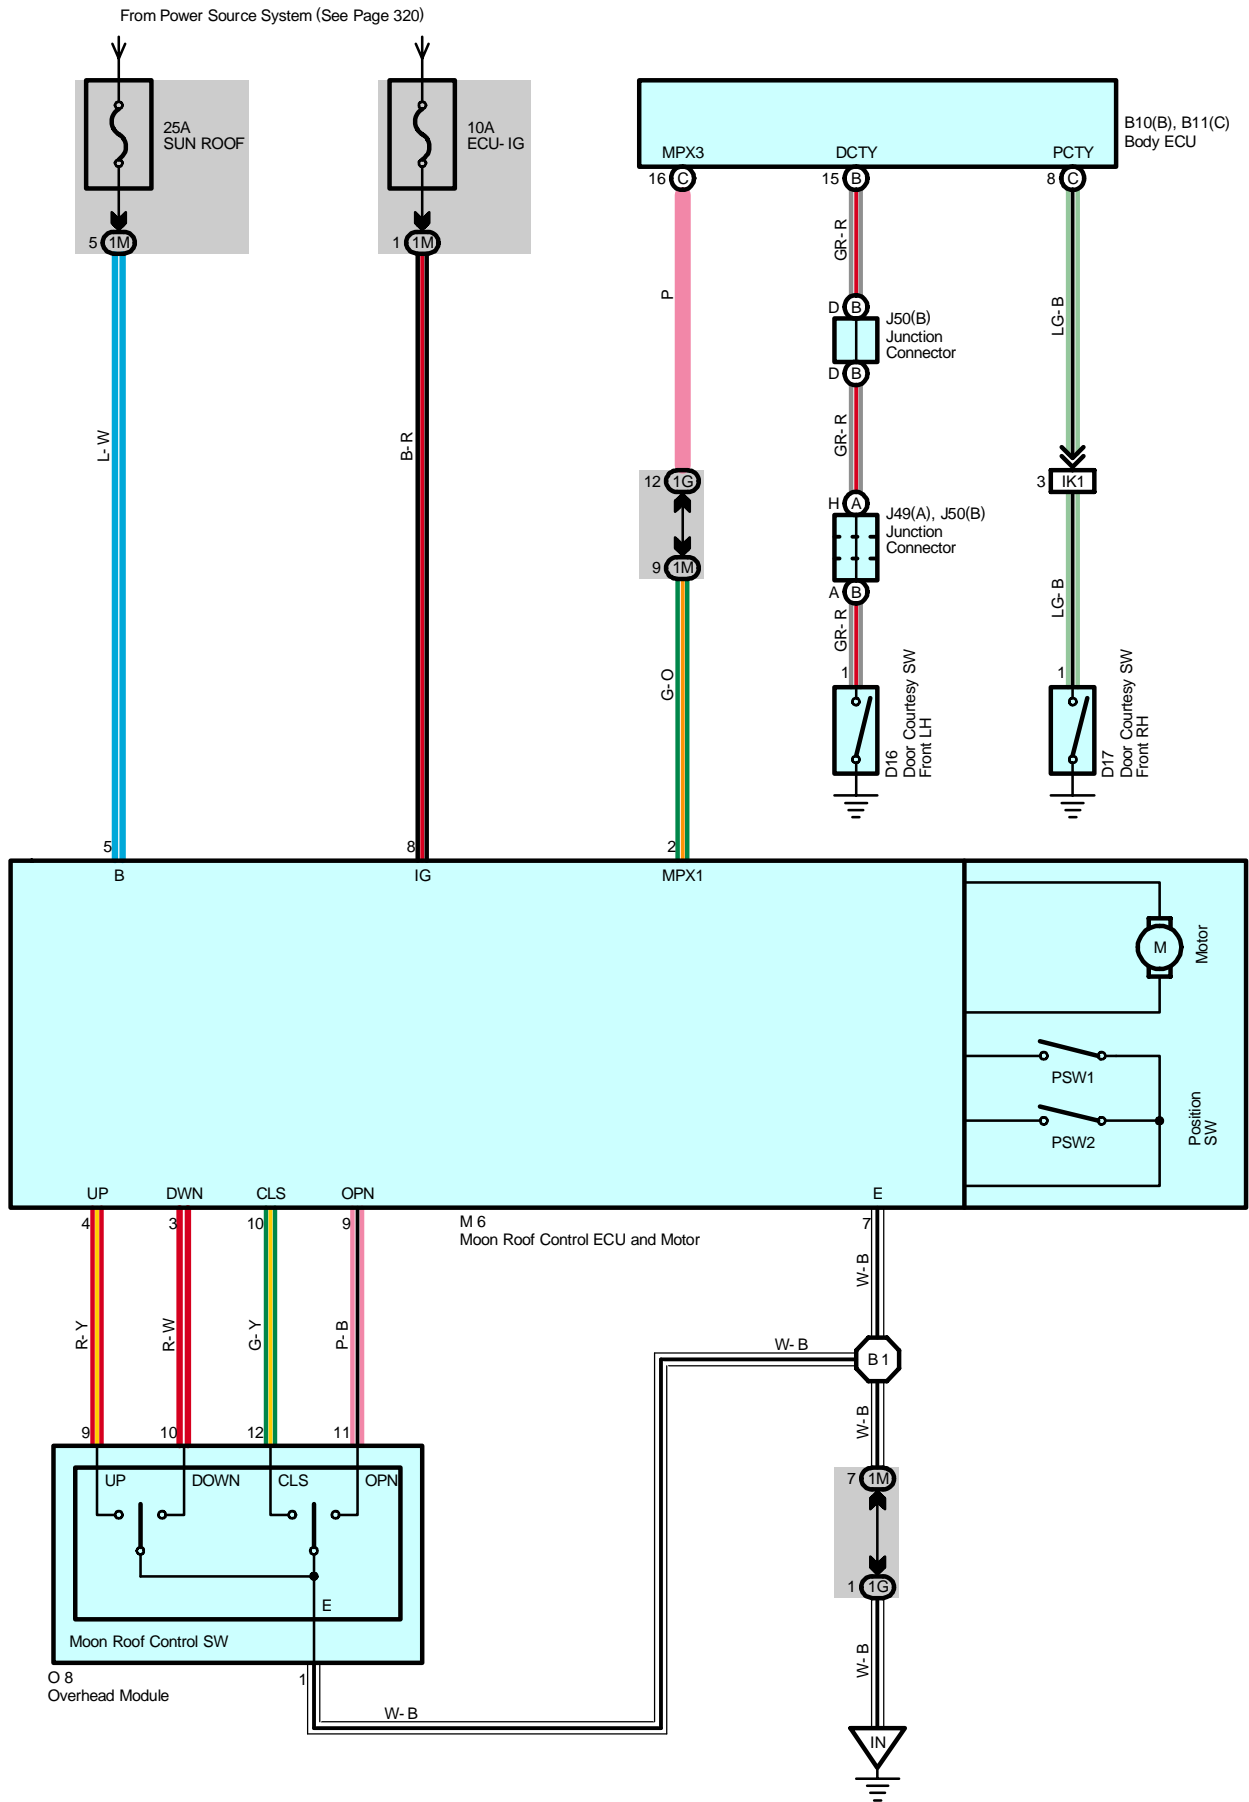 From Power Source System (See Page 320)
25A
SUN ROOF
10A
ECU- IG
B10(B), B11(C)
Body ECU
MPX3
DCTY
PCTY
16 C
15 B
8 C
5 1M
1 1M
GR- R
P
LG- B
D B
J50(B)
Junction
Connector
D B
L- W
B- R
GR- R
12 1G
3 IK1
H A
J49(A), J50(B)
Junction
Connector
9 1M
A B
GR- R
LG- B
G- O
1
1
D16
Door Courtesy SW
Front LH
D17
Door Courtesy SW
Front RH
5
8
2
B
IG
MPX1
M
Motor
PSW1
PSW2
Position
SW
UP
DWN
CLS
OPN
E
4
3
10
9
7
M 6
Moon Roof Control ECU and Motor
W- B
R- Y
R- W
G- Y
P- B
W- B
B 1
W- B
9
10
12
11
UP
DOWN
CLS
OPN
7 1M
E
1 1G
Moon Roof Control SW
O 8
Overhead Module
1
W- B
W- B
IN